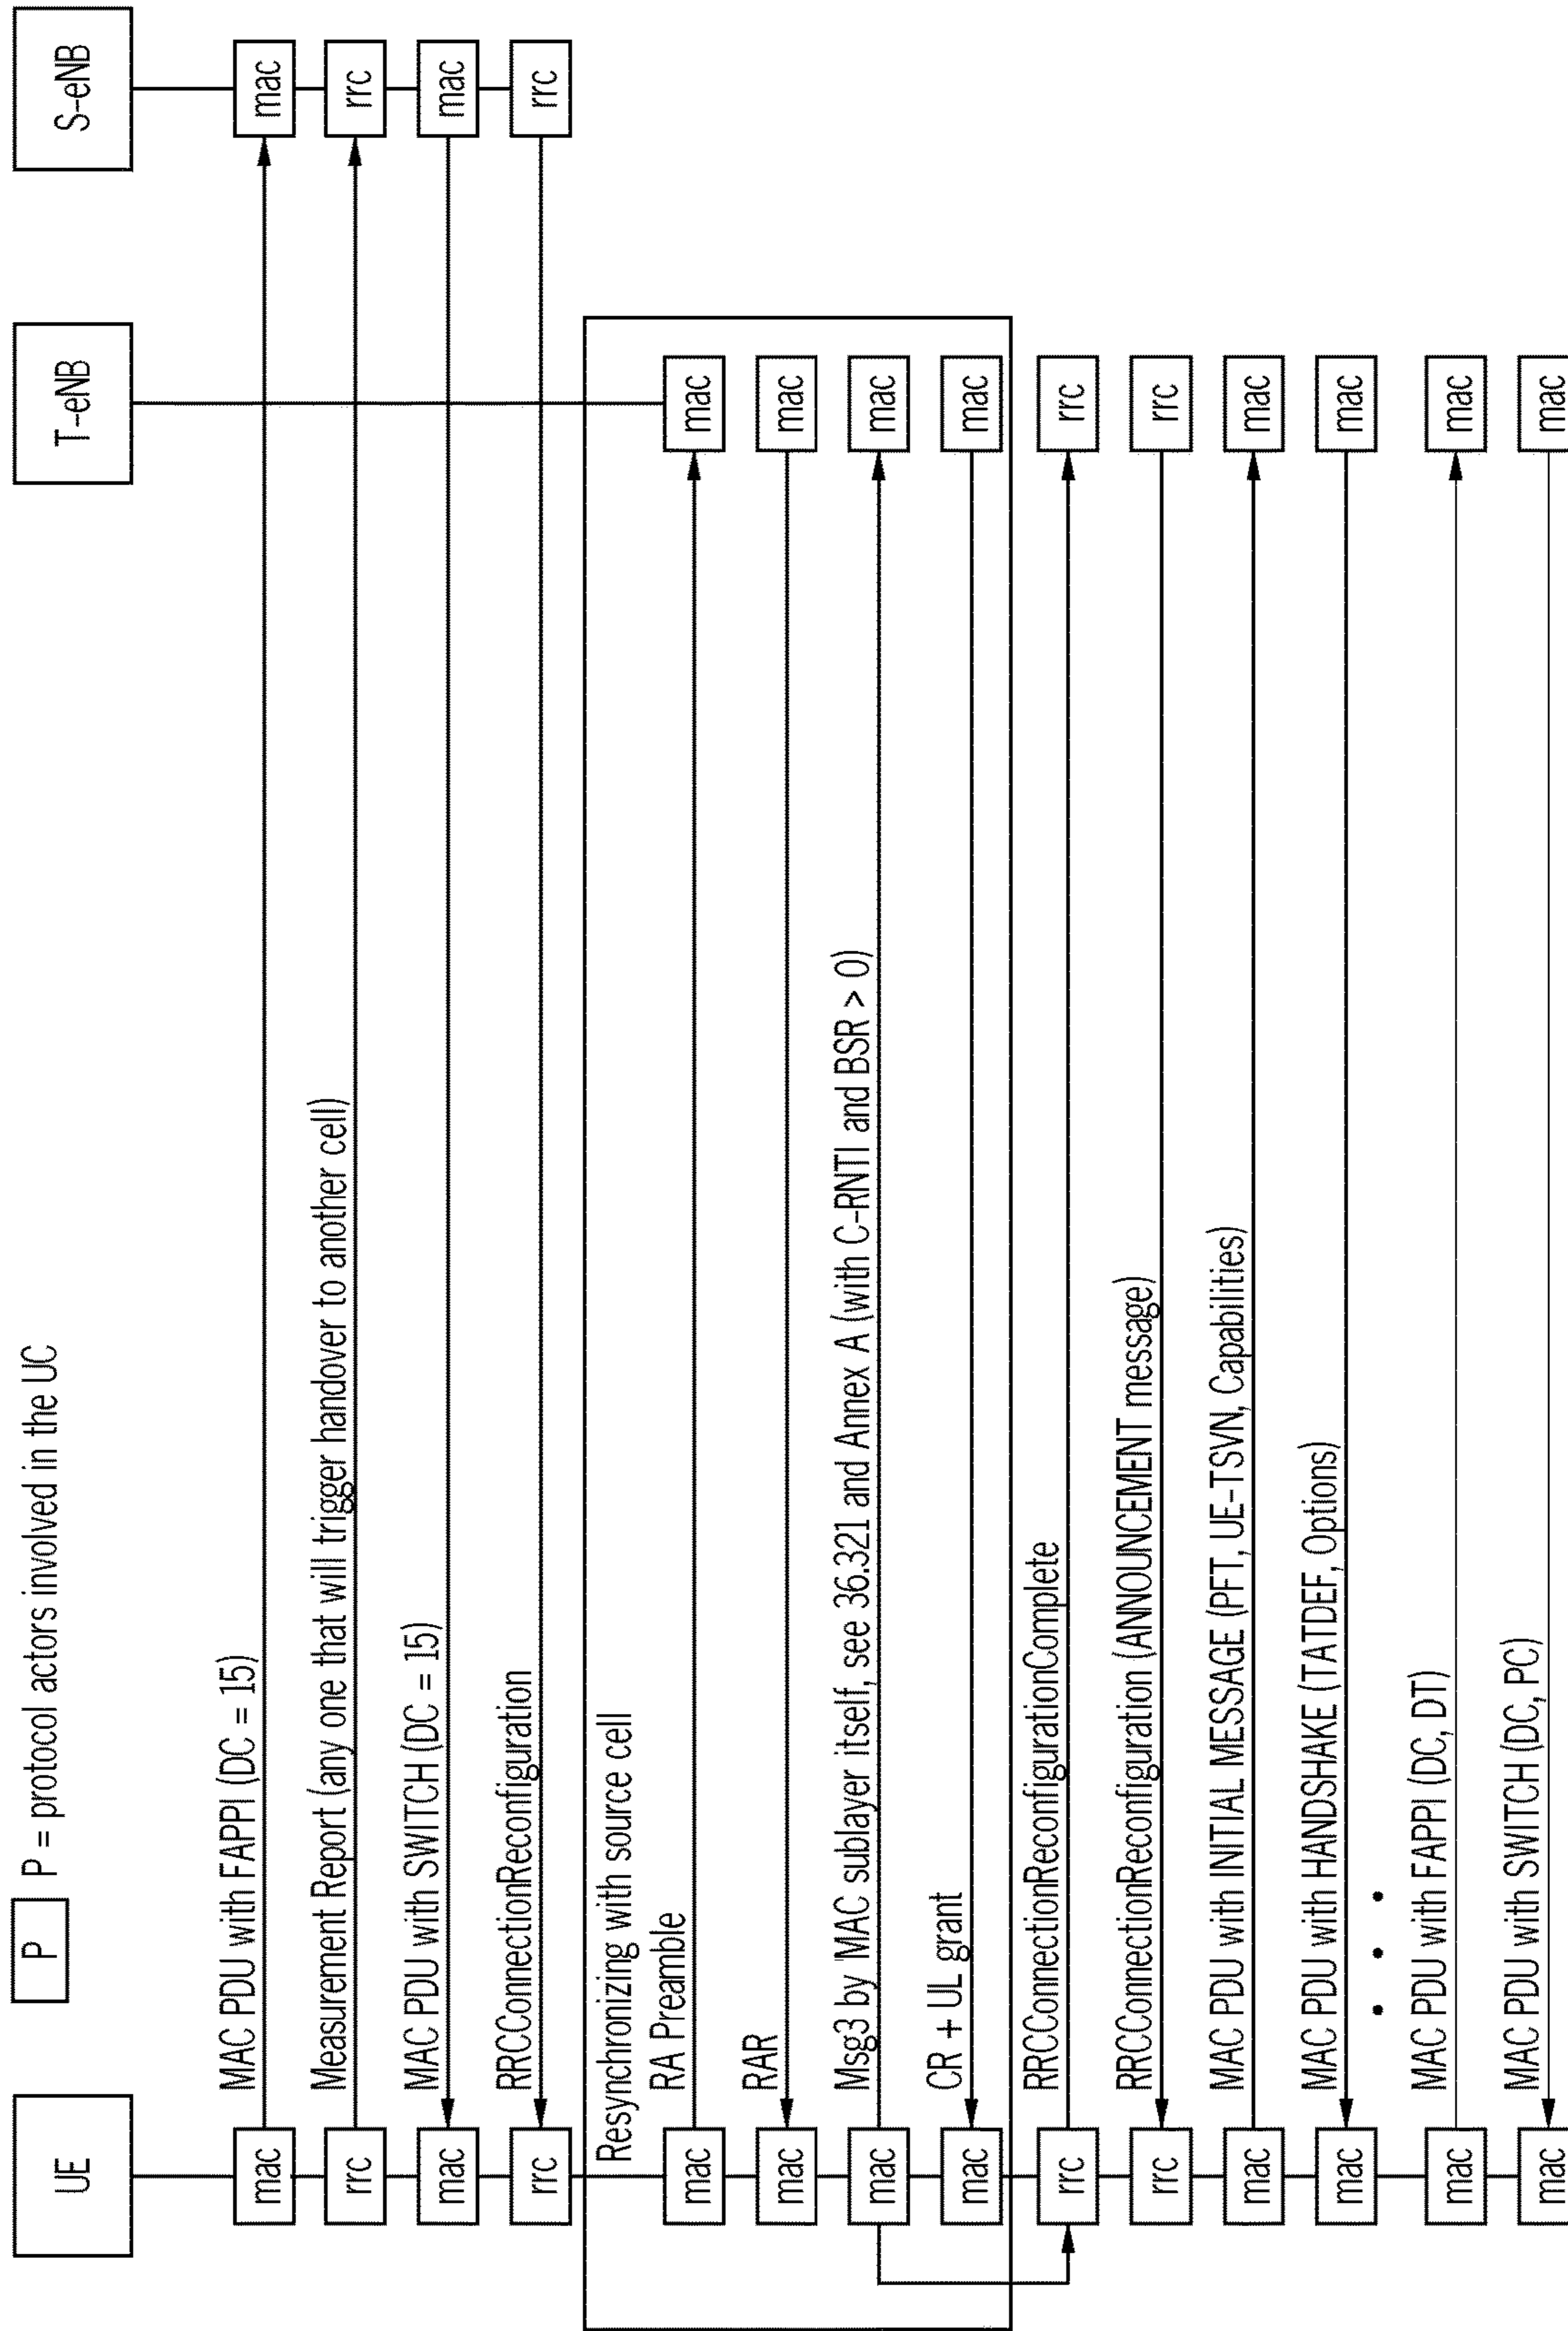 P
P = protocol actors involved in the UC
UE
T-eNB
S-eNB
mac
MAC PDU with FAPPI (DC = 15)
mac
rrc
Measurement Report (any one that will trigger handover to another cell)
rrc
mac
MAC PDU with SWITCH (DC = 15)
mac
rrc
RRCConnectionReconfiguration
rrc
Resynchronizing with source cell
mac
RA Preamble
mac
mac
RAR
mac
mac
Msg3 by MAC sublayer itself, see 36.321 and Annex A (with C-RNTI and BSR > 0)
mac
mac
CR + UL grant
mac
rrc
RRCConnectionReconfigurationComplete
rrc
rrc
RRCConnectionReconfiguration (ANNOUNCEMENT message)
rrc
mac
MAC PDU with INITIAL MESSAGE (PFT, UE-TSVN, Capabilities)
mac
mac
MAC PDU with HANDSHAKE (TATDEF, Options)
mac
• • •
mac
MAC PDU with FAPPI (DC, DT)
mac
mac
MAC PDU with SWITCH (DC, PC)
mac